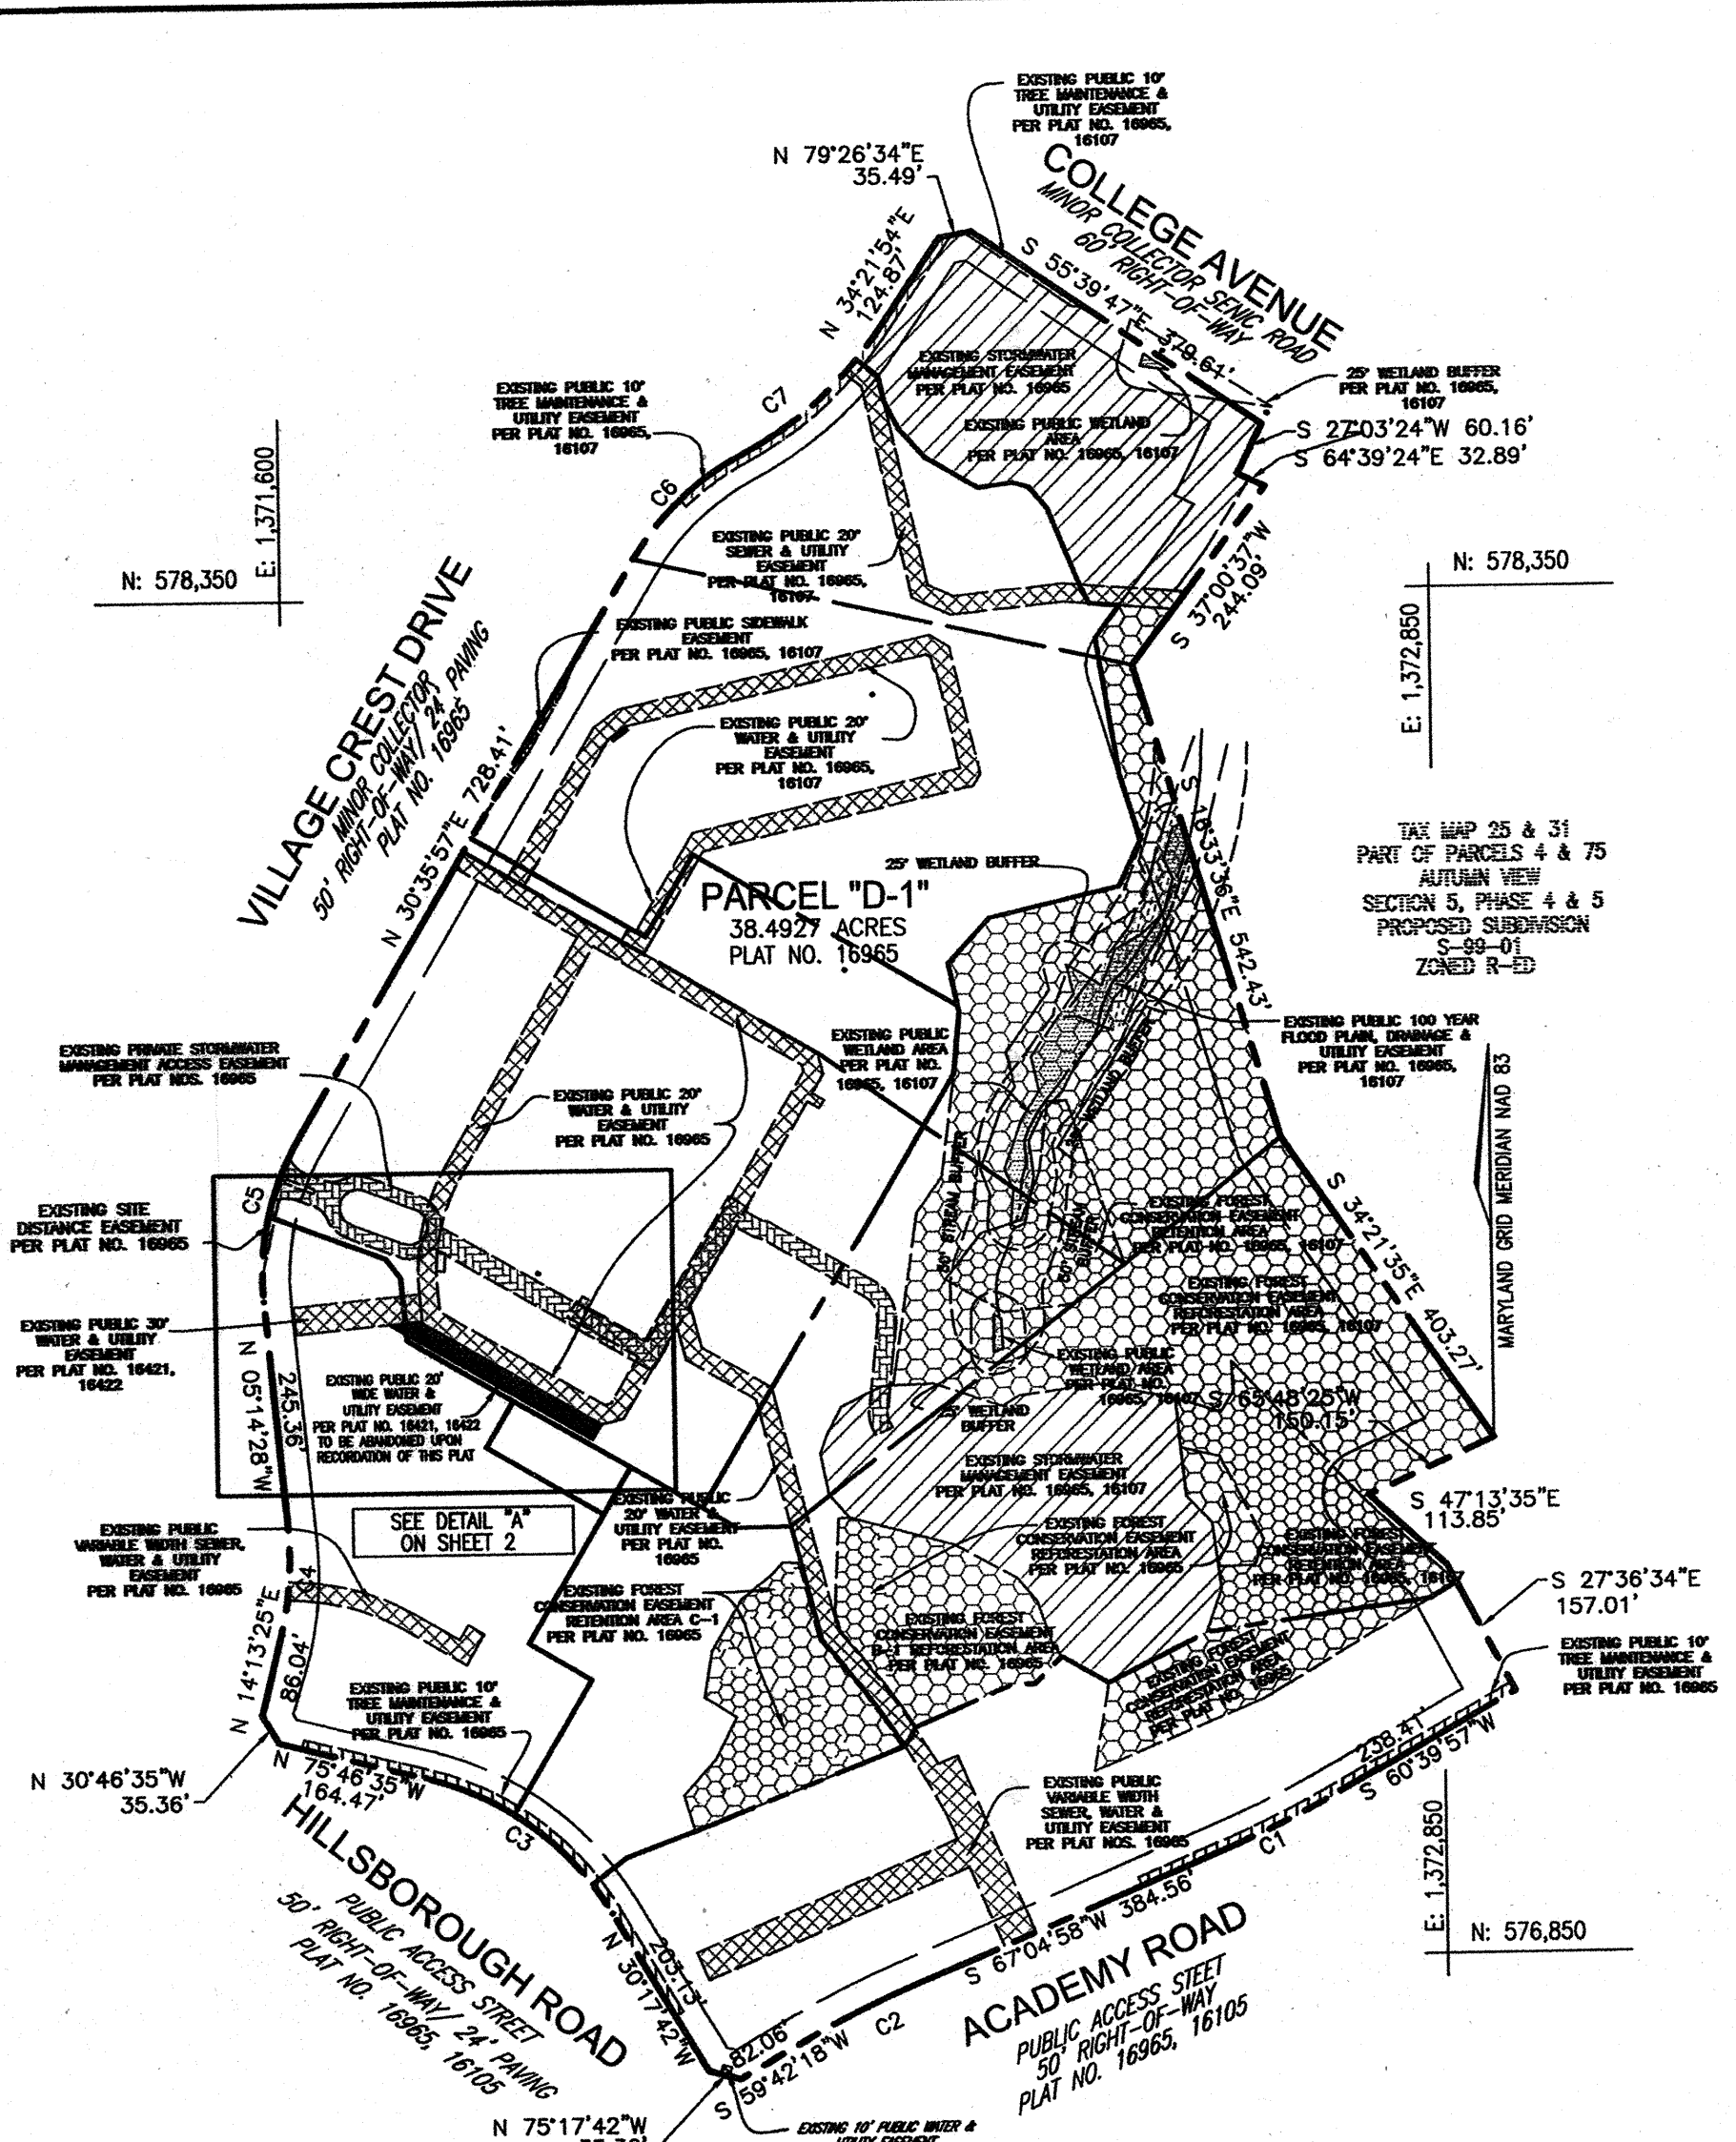 EXISTING PUBLIC 10'
TREE MAINTENANCE &
UTILITY EASEMENT
PER PLAT NO. 16965,
16107
N 79°26'34"E
35.49'
COLLEGE AVENUE
MINOR COLLECTOR SENIC ROAD
60' RIGHT-OF-WAY
N 34°21'54"E
124.87'
S 55°39'47"E 379.61'
EXISTING STORMWATER
MANAGEMENT EASEMENT
PER PLAT NO. 16965
25' WETLAND BUFFER
PER PLAT NO. 16965,
16107
EXISTING PUBLIC 10'
TREE MAINTENANCE &
UTILITY EASEMENT
PER PLAT NO. 16965,
16107
C7
EXISTING PUBLIC WETLAND
AREA
PER PLAT NO. 16965, 16107
S 27°03'24"W 60.16'
S 64°39'24"E 32.89'
C6
E: 1,371,600
N: 578,350
EXISTING PUBLIC 20'
SEWER & UTILITY
EASEMENT
PER PLAT NO. 16965,
16107
S 37°00'37"W
244.09'
N: 578,350
E: 1,372,850
VILLAGE CREST DRIVE
MINOR COLLECTOR
50' RIGHT-OF-WAY/ 24' PAVING
PLAT NO. 16965
EXISTING PUBLIC SIDEWALK
EASEMENT
PER PLAT NO. 16965, 16107
EXISTING PUBLIC 20'
WATER & UTILITY
EASEMENT
PER PLAT NO. 16965,
16107
N 30°35'57"E 728.41'
S 18°33'36"E 542.43'
25' WETLAND BUFFER
TAX MAP 25 & 31
PART OF PARCELS 4 & 75
AUTUMN VIEW
SECTION 5, PHASE 4 & 5
PROPOSED SUBDIVISION
S-99-01
ZONED R-ED
PARCEL "D-1"
38.4927 ACRES
PLAT NO. 16965
EXISTING PUBLIC
WETLAND AREA
PER PLAT NO.
16965, 16107
EXISTING PUBLIC 100 YEAR
FLOOD PLAIN, DRAINAGE &
UTILITY EASEMENT
PER PLAT NO. 16965,
16107
EXISTING PRIVATE STORMWATER
MANAGEMENT ACCESS EASEMENT
PER PLAT NOS. 16965
EXISTING PUBLIC 20'
WATER & UTILITY
EASEMENT
PER PLAT NO. 16965
25' WETLAND BUFFER
50' STREAM BUFFER
50' STREAM
BUFFER
MARYLAND GRID MERIDIAN NAD 83
C5
EXISTING SITE
DISTANCE EASEMENT
PER PLAT NO. 16965
EXISTING FOREST
CONSERVATION EASEMENT
RETENTION AREA
PER PLAT NO. 16965, 16107
S 34°21'35"E 403.27'
EXISTING FOREST
CONSERVATION EASEMENT
REFORESTATION AREA
PER PLAT NO. 16965, 16107
EXISTING PUBLIC 30'
WATER & UTILITY
EASEMENT
PER PLAT NO. 16421,
16422
N 05°14'28"W
245.36'
EXISTING PUBLIC 20'
WIDE WATER &
UTILITY EASEMENT
PER PLAT NO. 16421, 16422
TO BE ABANDONED UPON
RECORDATION OF THIS PLAT
EXISTING PUBLIC
WETLAND AREA
PER PLAT NO.
16965, 16107
S 65°48'25"W
150.15'
25' WETLAND
BUFFER
EXISTING STORMWATER
MANAGEMENT EASEMENT
PER PLAT NO. 16965, 16107
S 47°13'35"E
113.85'
SEE DETAIL "A"
ON SHEET 2
EXISTING PUBLIC
20' WATER &
UTILITY EASEMENT
PER PLAT NO.
16965
EXISTING FOREST
CONSERVATION EASEMENT
REFORESTATION AREA
PER PLAT NO. 16965
EXISTING FOREST
CONSERVATION EASEMENT
RETENTION AREA
PER PLAT NO. 16965, 16107
EXISTING PUBLIC
VARIABLE WIDTH SEWER,
WATER & UTILITY
EASEMENT
PER PLAT NO. 16965
C4
S 27°36'34"E
157.01'
EXISTING FOREST
CONSERVATION EASEMENT
RETENTION AREA C-1
PER PLAT NO. 16965
EXISTING FOREST
CONSERVATION EASEMENT
B-1 REFORESTATION AREA
PER PLAT NO. 16965
EXISTING FOREST
CONSERVATION EASEMENT
REFORESTATION AREA
PER PLAT NO. 16965
EXISTING PUBLIC 10'
TREE MAINTENANCE &
UTILITY EASEMENT
PER PLAT NO. 16965
N 14°13'25"E
86.04'
EXISTING PUBLIC 10'
TREE MAINTENANCE &
UTILITY EASEMENT
PER PLAT NO. 16965
N 30°46'35"W
35.36'
N 75°46'35"W
164.47'
C3
EXISTING PUBLIC
VARIABLE WIDTH
SEWER, WATER &
UTILITY EASEMENT
PER PLAT NOS. 16965
238.41'
S 60°39'57"W
C1
E: 1,372,850
N: 576,850
HILLSBOROUGH ROAD
PUBLIC ACCESS STREET
50' RIGHT-OF-WAY/ 24' PAVING
PLAT NO. 16965, 16105
N 30°17'42"W
203.13'
S 67°04'58"W 384.56'
ACADEMY ROAD
PUBLIC ACCESS STEET
50' RIGHT-OF-WAY
PLAT NO. 16965, 16105
C2
82.06'
S 59°42'18"W
N 75°17'42"W
EXISTING 10' PUBLIC WATER &
UTILITY EASEMENT